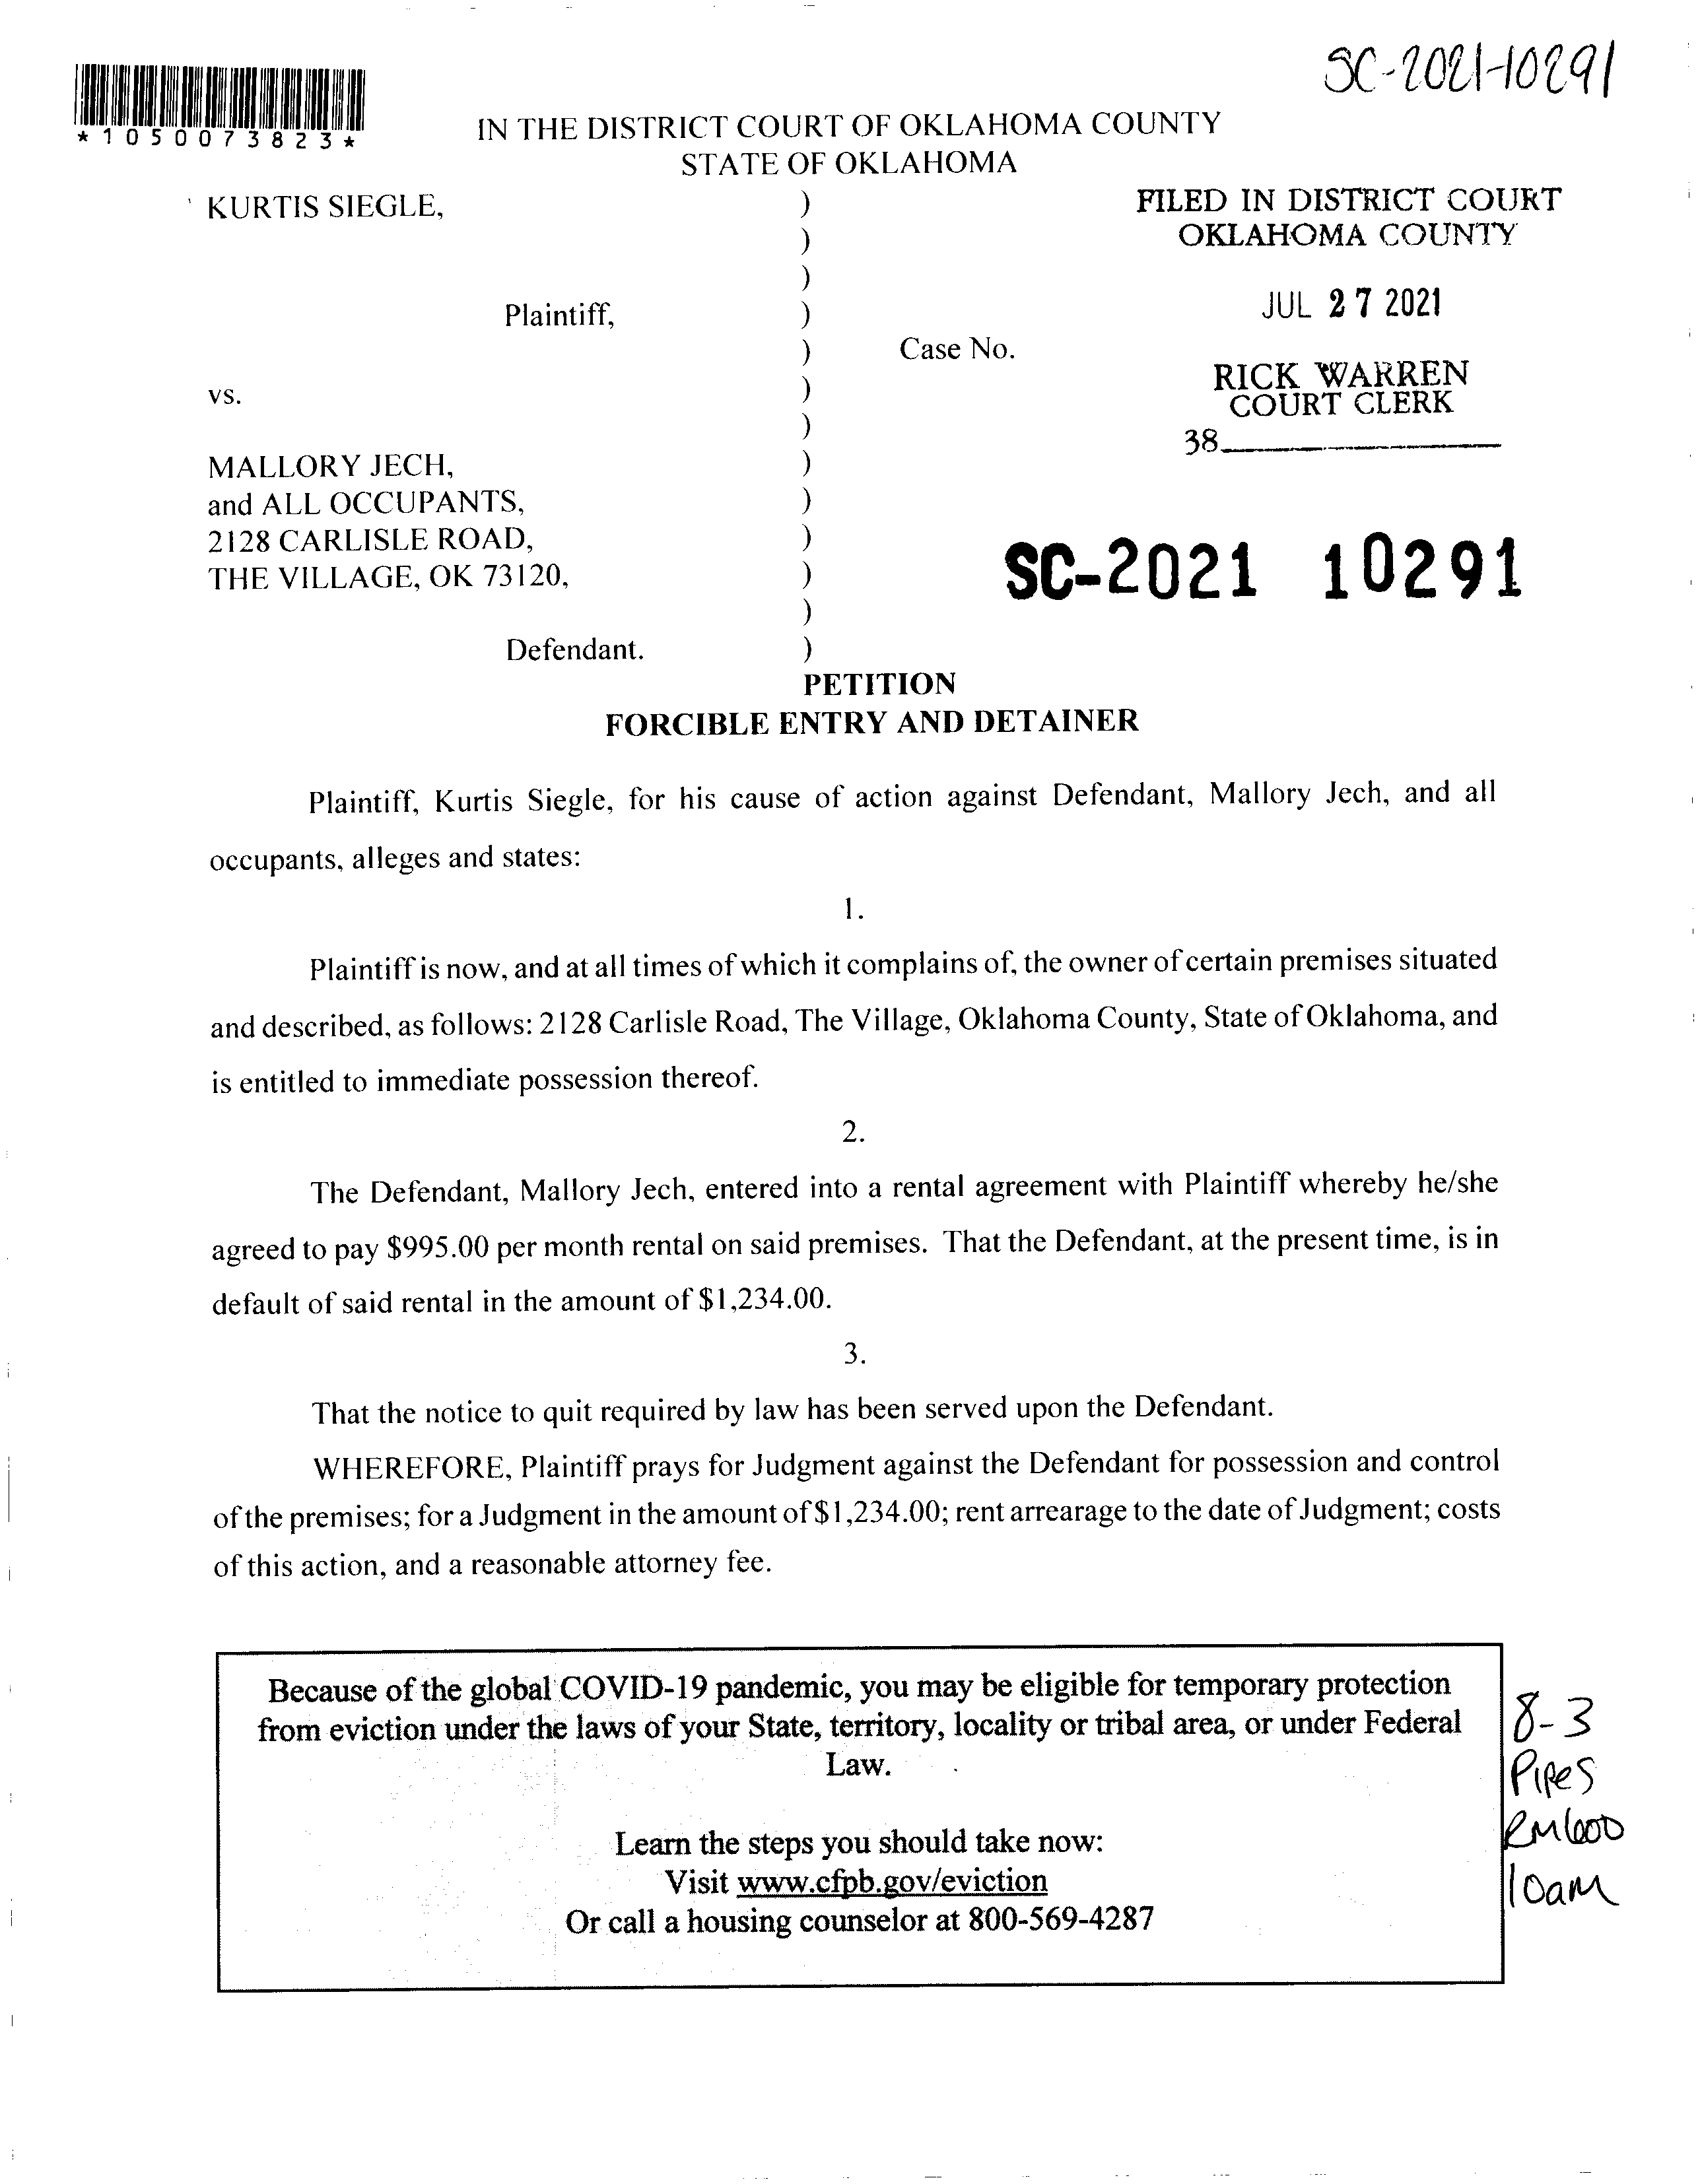 SC-2021-10291
*1050073823*
IN THE DISTRICT COURT OF OKLAHOMA COUNTY
STATE OF OKLAHOMA
KURTIS SIEGLE,
)
)
)
Plaintiff,
)
)
vs.
)
)
MALLORY JECH,
)
and ALL OCCUPANTS,
)
2128 CARLISLE ROAD,
)
THE VILLAGE, OK 73120,
)
)
Defendant.
)
FILED IN DISTRICT COURT
OKLAHOMA COUNTY
JUL 27 2021
Case No.
RICK WARREN
COURT CLERK
38
SC-2021 10291
PETITION
FORCIBLE ENTRY AND DETAINER
Plaintiff, Kurtis Siegle, for his cause of action against Defendant, Mallory Jech, and all
occupants, alleges and states:
1.
Plaintiff is now, and at all times of which it complains of, the owner of certain premises situated
and described, as follows: 2128 Carlisle Road, The Village, Oklahoma County, State of Oklahoma, and
is entitled to immediate possession thereof.
2.
The Defendant, Mallory Jech, entered into a rental agreement with Plaintiff whereby he/she
agreed to pay $995.00 per month rental on said premises. That the Defendant, at the present time, is in
default of said rental in the amount of $1,234.00.
3.
That the notice to quit required by law has been served upon the Defendant.
WHEREFORE, Plaintiff prays for Judgment against the Defendant for possession and control
of the premises; for a Judgment in the amount of $1,234.00; rent arrearage to the date of Judgment; costs
of this action, and a reasonable attorney fee.
Because of the global COVID-19 pandemic, you may be eligible for temporary protection
from eviction under the laws of your State, territory, locality or tribal area, or under Federal
Law.
Learn the steps you should take now:
Visit www.cfpb.gov/eviction
Or call a housing counselor at 800-569-4287
8-3
Pipes
RM600
10am